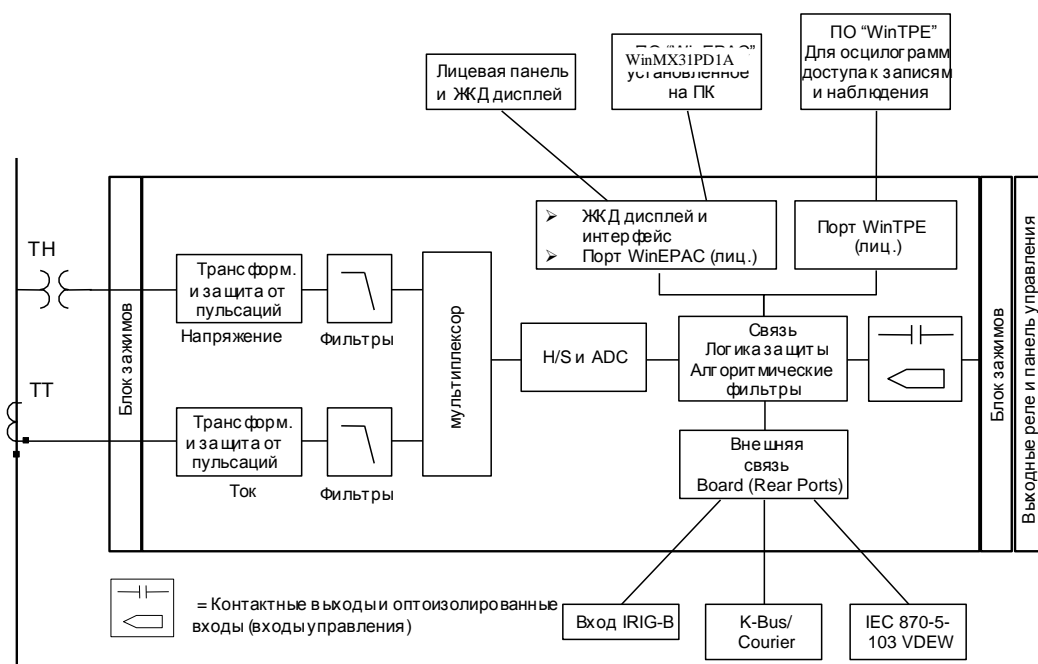 ПО "WinTPE"
Для осцилограмм
доступа к записям
и наблюдения
WinMX31PD1A
установленное
на ПК
Лицевая панель
и ЖКД дисплей
ЖКД дисплей и
интерфейс
Порт WinEPAC (лиц.)
Порт WinTPE
(лиц.)
ТН
Трансформ.
и защита от
пульсаций
Напряжение
Фильтры
Блок зажимов
мультиплексор
H/S и ADC
Связь
Логика защиты
Алгоритмические
фильтры
Блок зажимов
Выходные реле и панель управления
ТТ
Трансформ.
и защита от
пульсаций
Ток
Фильтры
Внешняя
связь
Board (Rear Ports)
= Контактные выходы и оптоизолированные
входы (входы управления)
Вход IRIG-B
K-Bus/
Courier
IEC 870-5-
103 VDEW